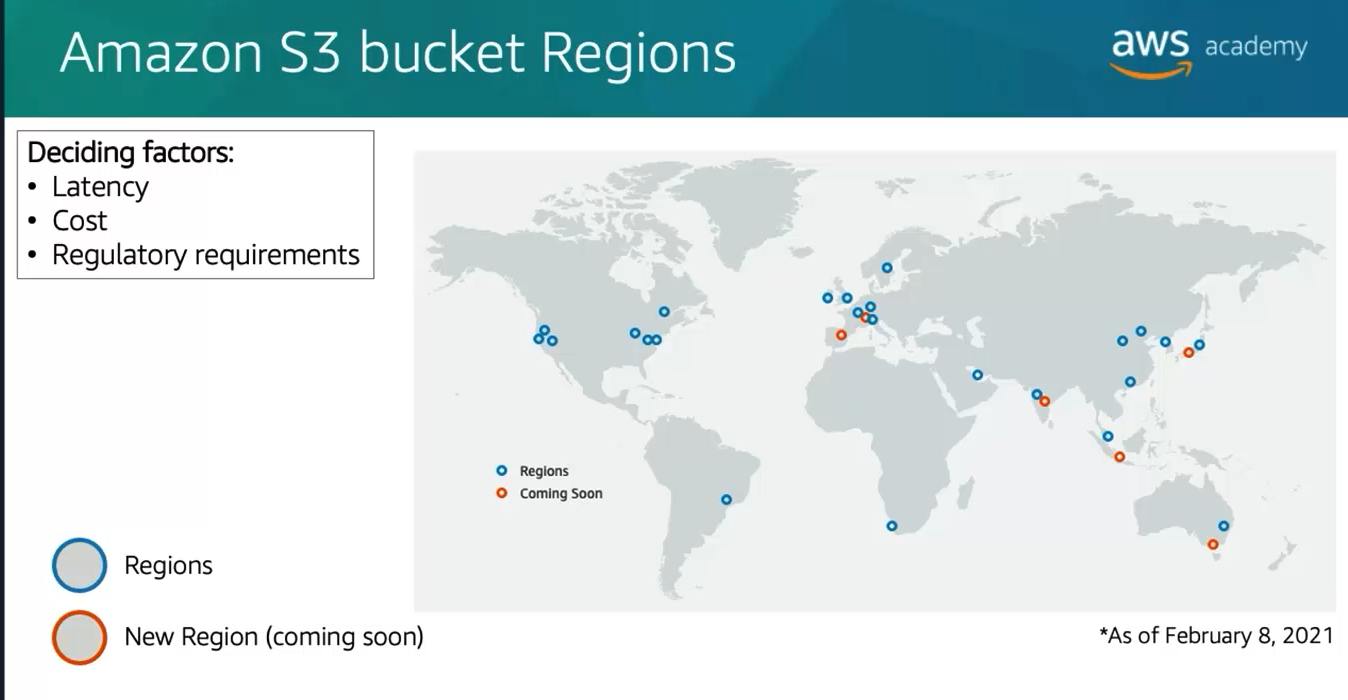 Amazon S3 bucket Regions
aws academy
Deciding factors:
• Latency
• Cost
• Regulatory requirements
Regions
Coming Soon
Regions
New Region (coming soon)
*As of February 8, 2021